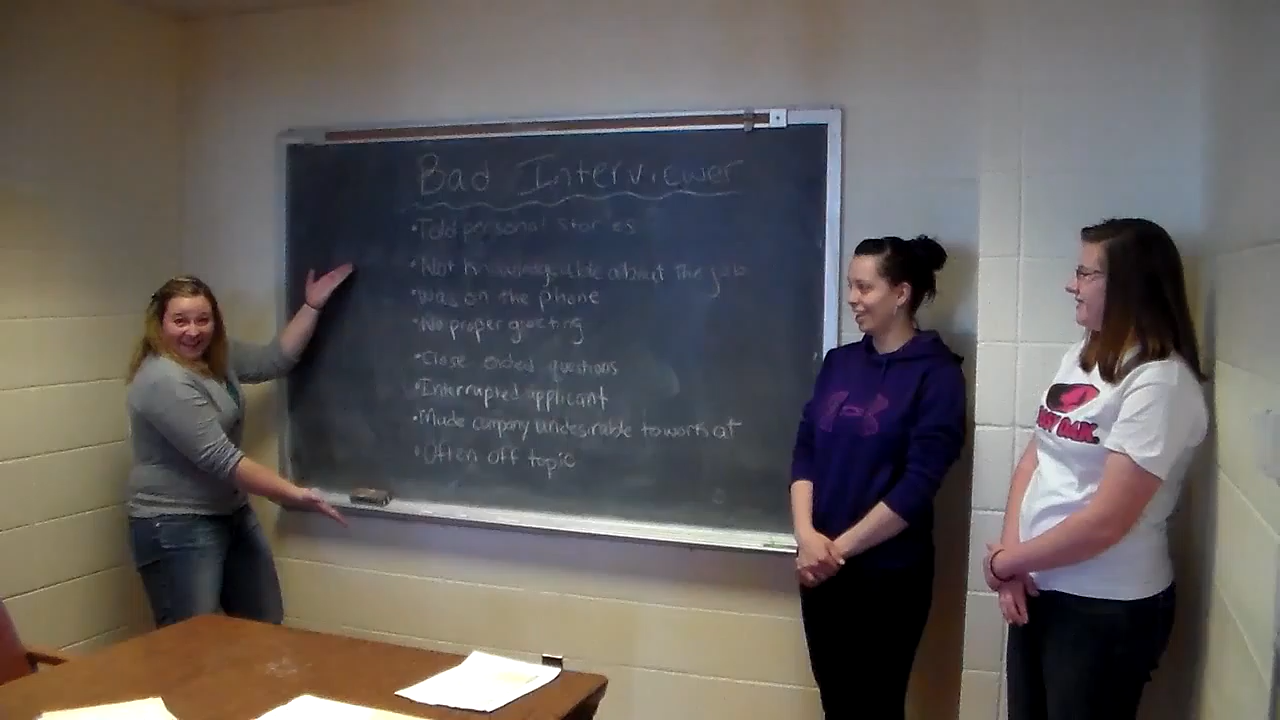 Bad Interviewer
•Told personal stories
•Not knowledgeable about the job
•was on the phone
•No proper greeting
•Close ended questions
•Interrupted applicant
•Made company undesirable to work at
•Often off topic